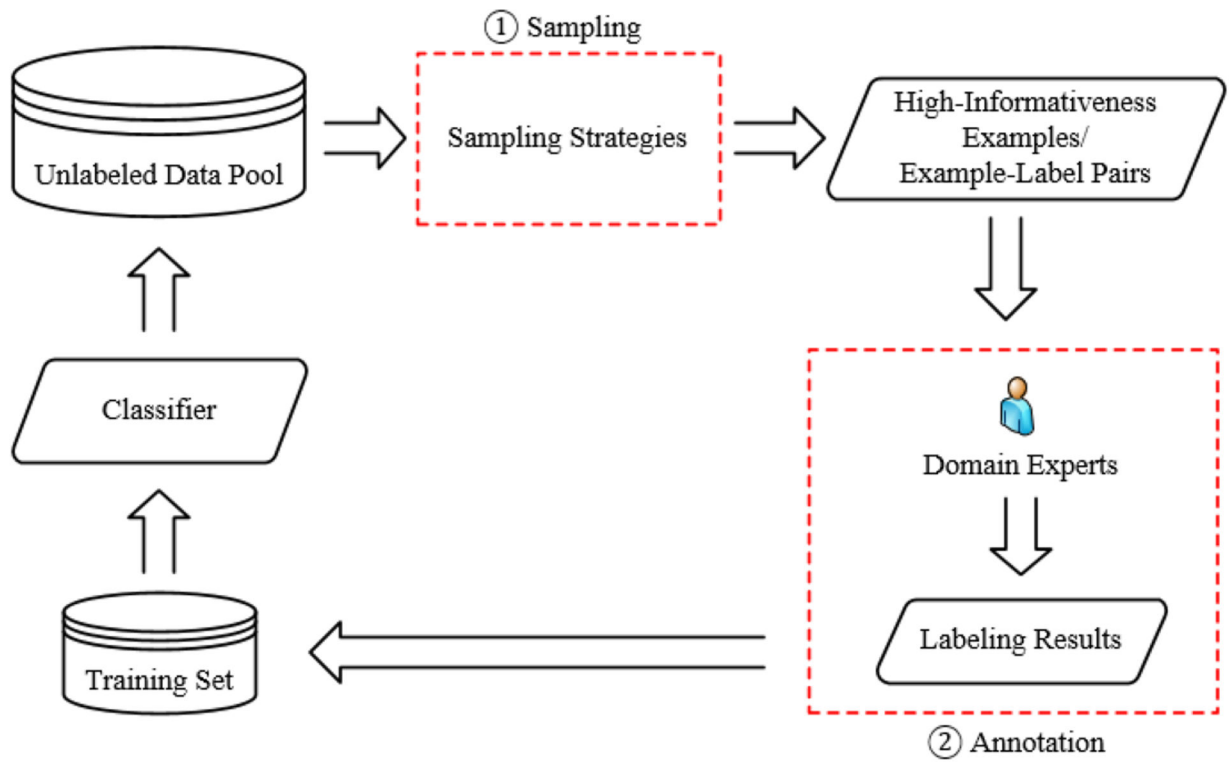 ① Sampling
Unlabeled Data Pool
Sampling Strategies
High-Informativeness
Examples/
Example-Label Pairs
Classifier
Domain Experts
Labeling Results
Training Set
② Annotation